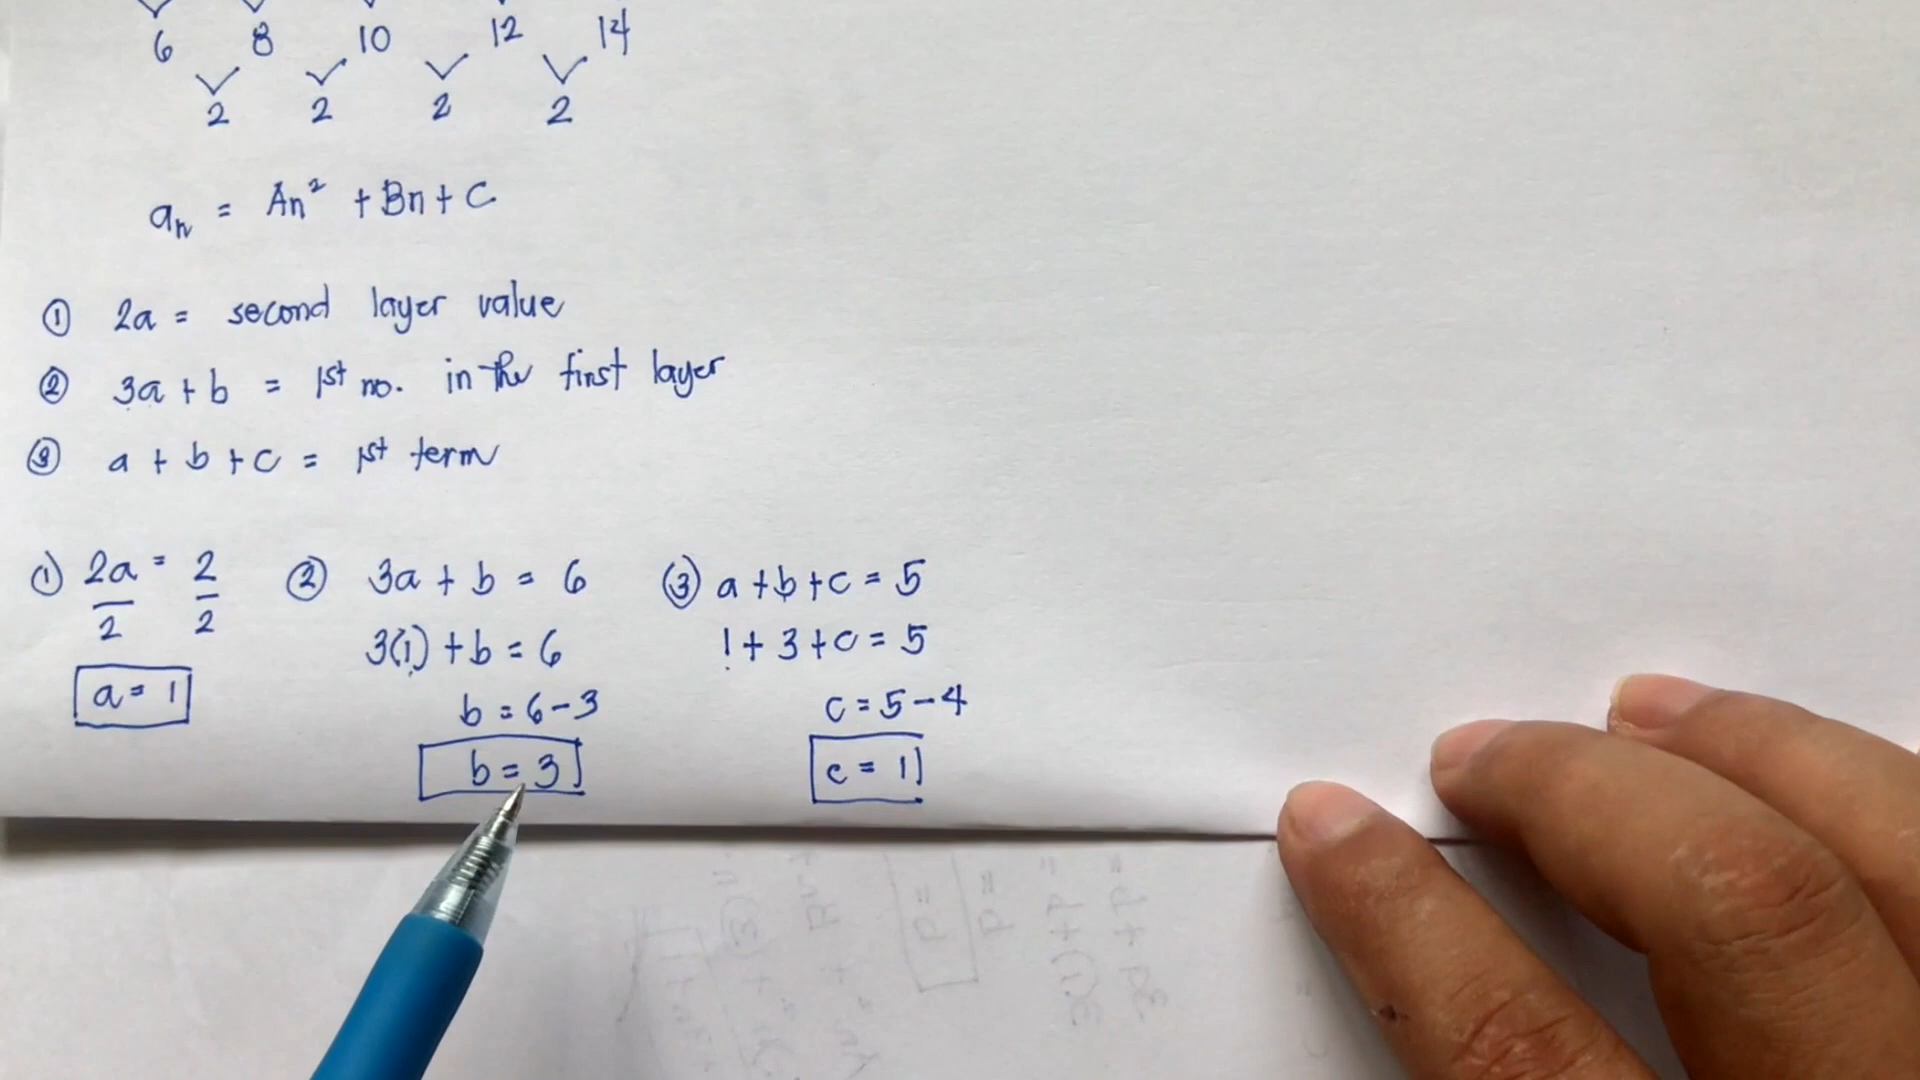 6 8 10 12 14
2 2 2 2
aₙ = An² + Bn + C
① 2a = second layer value
② 3a + b = 1st no. in the first layer
③ a + b + c = 1st term
① 2a/2 = 2/2
a = 1
② 3a + b = 6
3(1) + b = 6
b = 6 - 3
b = 3
③ a + b + c = 5
1 + 3 + c = 5
c = 5 - 4
c = 1